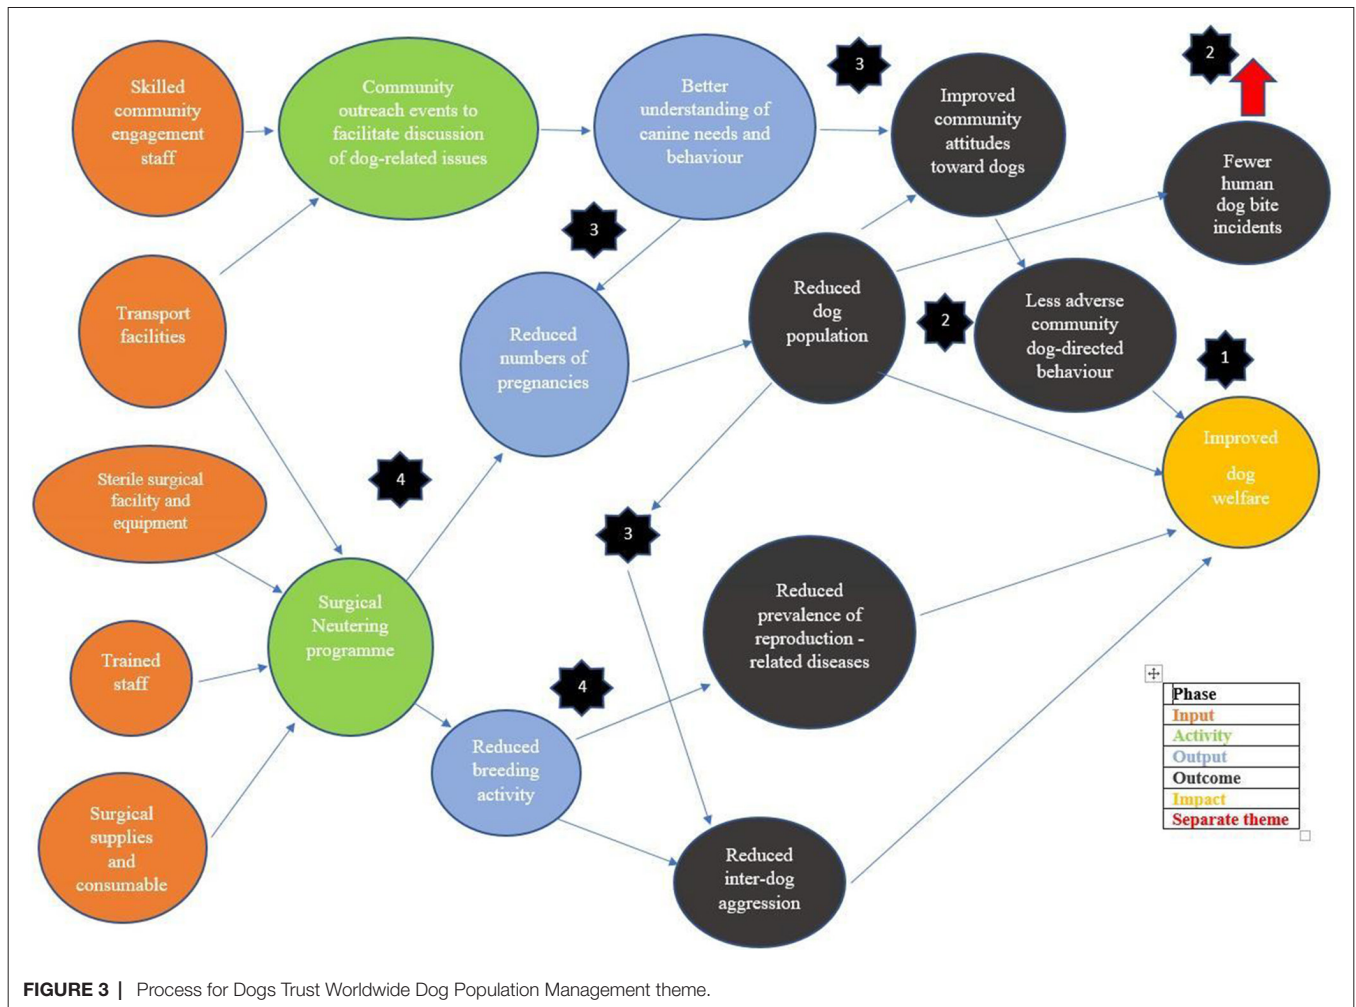 Skilled
community
engagement
staff
Community
outreach events to
facilitate discussion
of dog-related issues
Better
understanding of
canine needs and
behaviour
3
Improved
community
attitudes
toward dogs
2
Fewer
human
dog bite
incidents
3
Transport
facilities
Reduced
numbers of
pregnancies
Reduced
dog
population
2
Less adverse
community
dog-directed
behaviour
1
Improved
dog
welfare
Sterile surgical
facility and
equipment
4
3
Surgical
Neutering
programme
Reduced
prevalence of
reproduction -
related diseases
Trained
staff
4
Reduced
breeding
activity
Surgical
supplies
and
consumable
Reduced
inter-dog
aggression
Phase
Input
Activity
Output
Outcome
Impact
Separate theme
FIGURE 3 | Process for Dogs Trust Worldwide Dog Population Management theme.